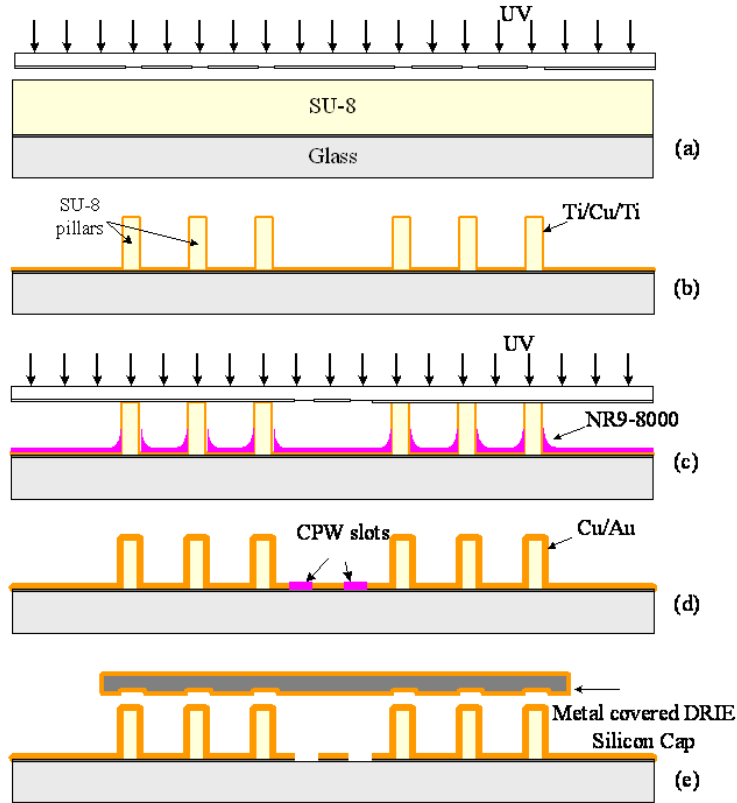 UV
SU-8
Glass
(a)
SU-8
pillars
Ti/Cu/Ti
(b)
UV
NR9-8000
(c)
CPW slots
Cu/Au
(d)
Metal covered DRIE
Silicon Cap
(e)